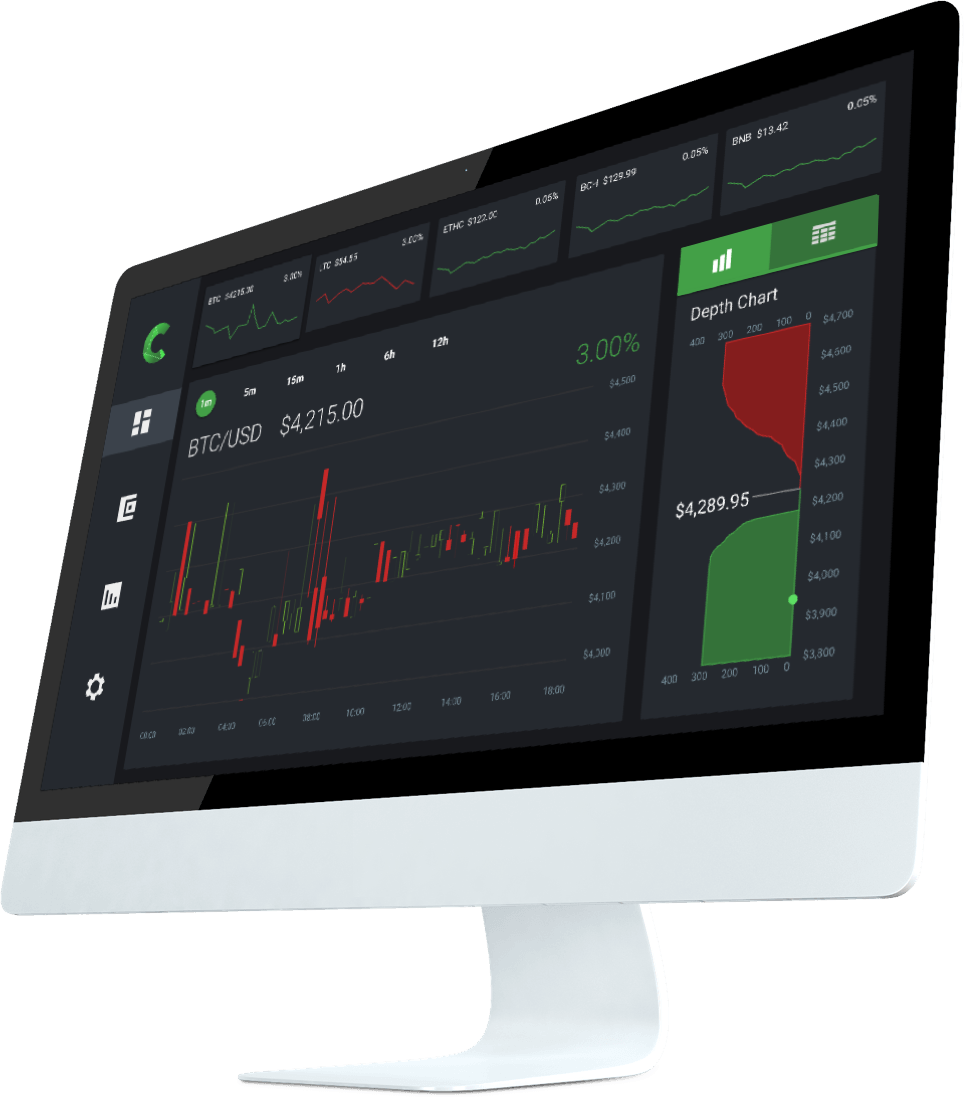 BTC $4215.00 3.00%
LTC $54.55 3.00%
ETHC $122.00 0.05%
BC-I $129.99 0.05%
BNB $13.42 0.05%
1m 5m 15m 1h 6h 12h
BTC/USD $4,215.00
3.00%
$4,500
$4,400
$4,300
$4,200
$4,100
$4,000
00:00 02:00 04:00 06:00 08:00 10:00 12:00 14:00 16:00 18:00
Depth Chart
400 300 200 100 0
$4,700
$4,600
$4,500
$4,400
$4,300
$4,289.95
$4,200
$4,100
$4,000
$3,900
$3,800
400 300 200 100 0